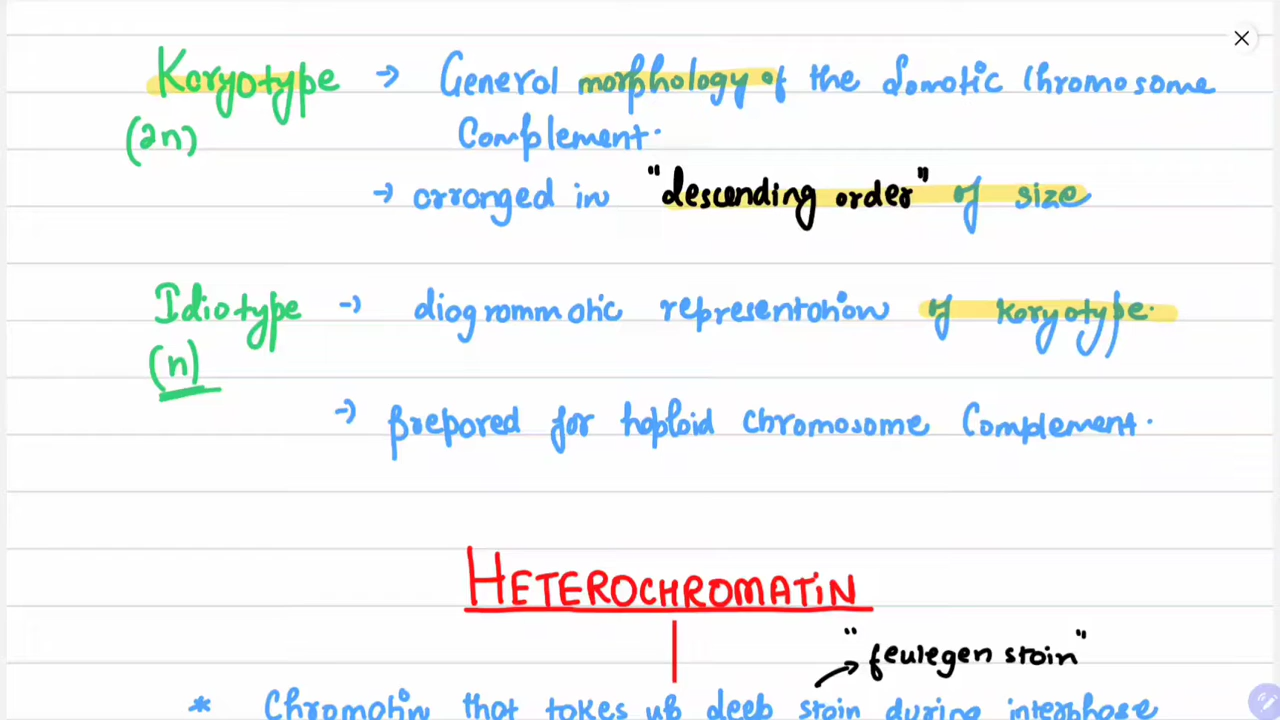 Karyotype → General morphology of the Somatic Chromosome
(2n) Complement.
→ arranged in "descending order" of size
Idiotype → diagrammatic representation of karyotype.
(n)
→ prepared for haploid chromosome Complement.
HETEROCHROMATIN
"feulegen stain"
* Chromatin that takes up deep stain during interphase